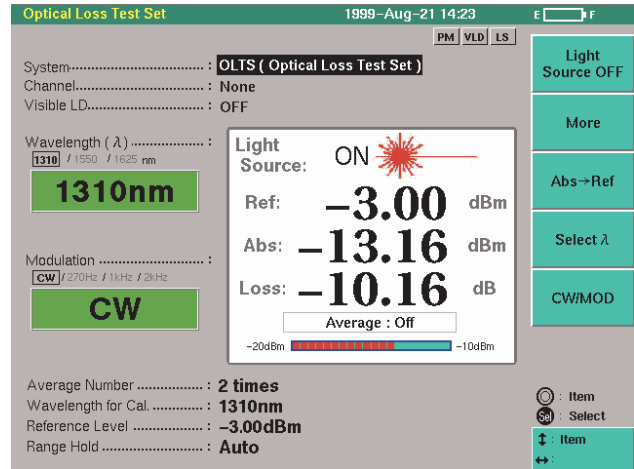 Optical Loss Test Set 1999-Aug-21 14:23 E F
PM VLD LS
System : OLTS ( Optical Loss Test Set )
Channel : None
Visible LD : OFF
Wavelength ( λ ) :
1310 / 1550 / 1625 nm
1310nm
Modulation :
CW / 270Hz / 1kHz / 2kHz
CW
Light Source: ON
Ref: −3.00 dBm
Abs: −13.16 dBm
Loss: −10.16 dB
Average : Off
−20dBm −10dBm
Average Number : 2 times
Wavelength for Cal. : 1310nm
Reference Level : −3.00dBm
Range Hold : Auto
Light
Source OFF
More
Abs→Ref
Select λ
CW/MOD
: Item
Sel : Select
↕ : Item
↔ :